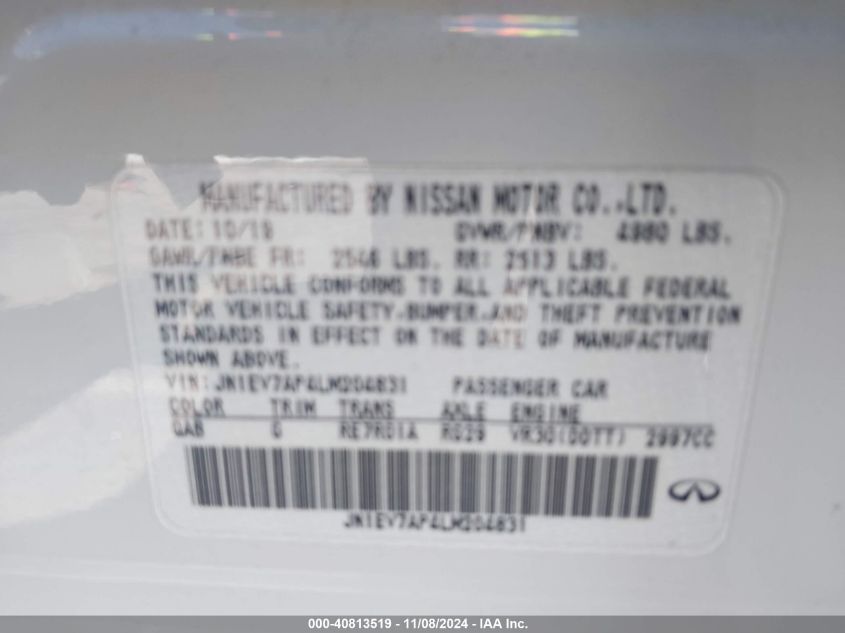 MANUFACTURED BY NISSAN MOTOR CO.,LTD.
DATE: 10/19 GVWR/PNBV: 4980 LBS.
GAWR/PNBE FR: 2546 LBS. RR: 2513 LBS.
THIS VEHICLE CONFORMS TO ALL APPLICABLE FEDERAL
MOTOR VEHICLE SAFETY,BUMPER,AND THEFT PREVENTION
STANDARDS IN EFFECT ON THE DATE OF MANUFACTURE
SHOWN ABOVE.
VIN:JN1EV7AP4LM204831 PASSENGER CAR
COLOR TRIM TRANS AXLE ENGINE
QAB G RE7R01A R029 VR30(DDTT) 2997CC
JN1EV7AP4LM204831
000-40813519 - 11/08/2024 - IAA Inc.